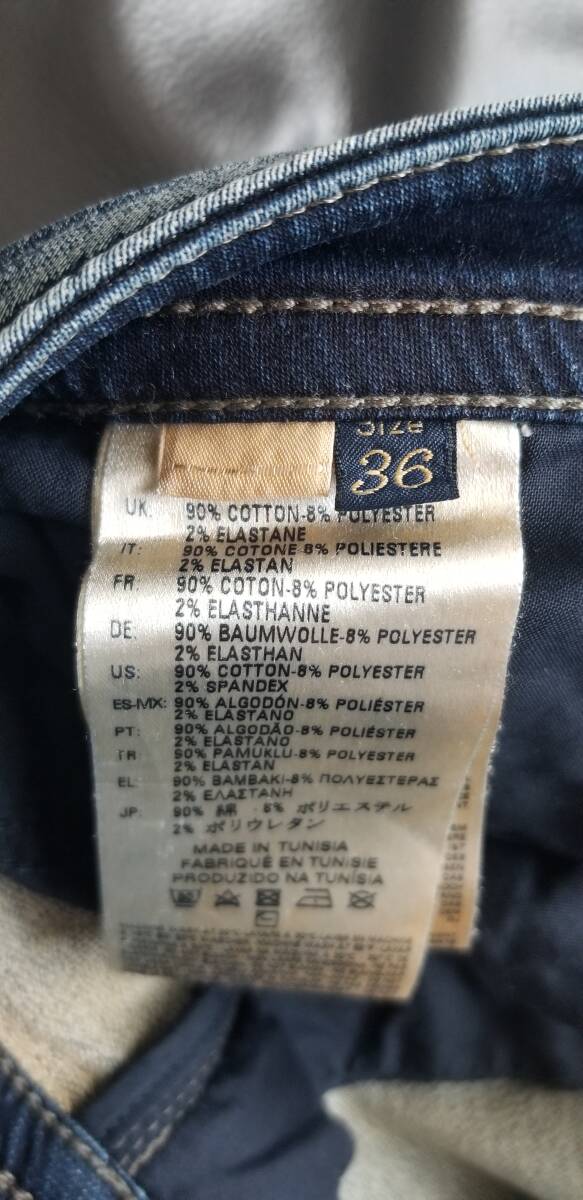 Size
36
UK: 90% COTTON-8% POLYESTER
2% ELASTANE
IT: 90% COTONE 8% POLIESTERE
2% ELASTAN
FR: 90% COTON-8% POLYESTER
2% ELASTHANNE
DE: 90% BAUMWOLLE-8% POLYESTER
2% ELASTHAN
US: 90% COTTON-8% POLYESTER
2% SPANDEX
ES-MX: 90% ALGODÓN-8% POLIÉSTER
2% ELASTANO
PT: 90% ALGODÃO-8% POLIÉSTER
2% ELASTANO
TR 90% PAMUKLU-8% POLYESTER
2% ELASTAN
EL: 90% ΒΑΜΒΑΚΙ-8% ΠΟΛΥΕΣΤΕΡΑΣ
2% ΕΛΑΣΤΑΝΗ
JP: 90% 綿 8% ポリエステル
2% ポリウレタン
MADE IN TUNISIA
FABRIQUÉ EN TUNISIE
PRODUZIDO NA TUNÍSIA